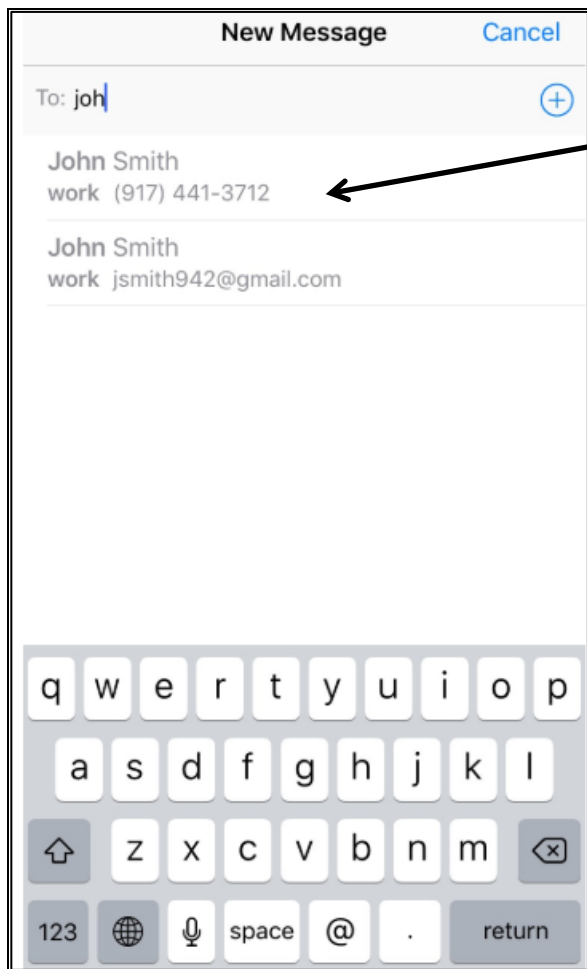 New Message Cancel
To: joh
John Smith
work (917) 441-3712
John Smith
work jsmith942@gmail.com
q w e r t y u i o p
a s d f g h j k l
z x c v b n m
123 space @ . return